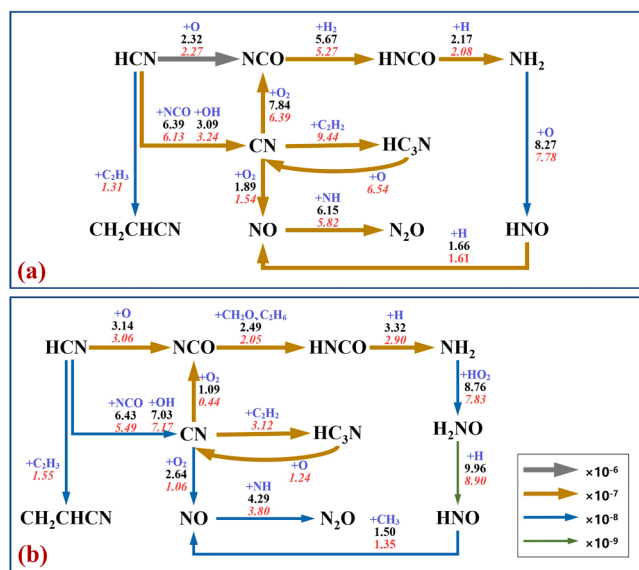 +O +H₂ +H
2.32 5.67 2.17
2.27 5.27 2.08
HCN NCO HNCO NH₂
+O₂
7.84
6.39
+NCO +OH
6.39 3.09
6.13 3.24
+C₂H₂
9.44
CN HC₃N
+O
8.27
7.78
+O
6.54
+C₂H₃
1.31
+O₂
1.89
1.54
+NH
6.15
5.82
CH₂CHCN NO N₂O HNO
+H
1.66
1.61
(a)
+O +CH₂O、C₂H₆ +H
3.14 2.49 3.32
3.06 2.05 2.90
HCN NCO HNCO NH₂
+O₂
1.09
0.44
+HO₂
8.76
7.83
+NCO +OH
6.43 7.03
5.49 7.17
+C₂H₂
3.12
CN HC₃N H₂NO
+O
1.24
+C₂H₃
1.55
+O₂
2.64
1.06
+H
9.96
8.90
+NH
4.29
3.80
CH₂CHCN NO N₂O HNO
+CH₃
1.50
1.35
(b)
×10⁻⁶
×10⁻⁷
×10⁻⁸
×10⁻⁹